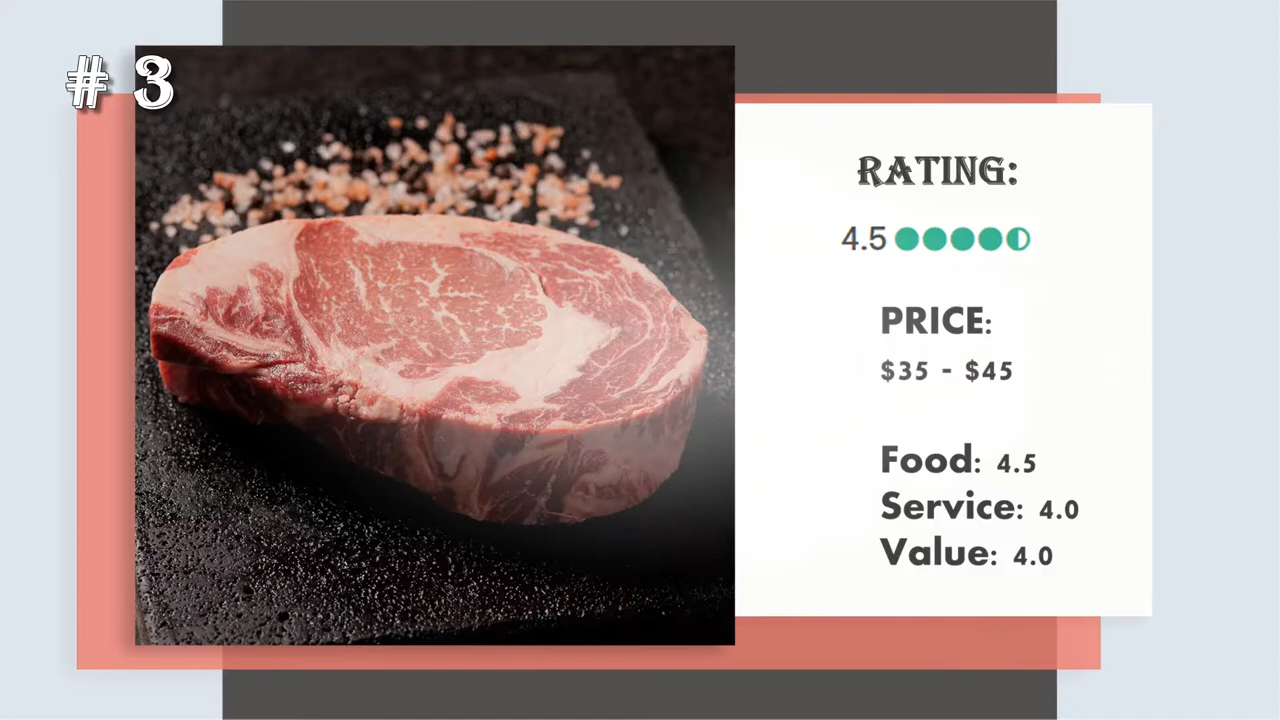 # 3
RATING:
4.5
PRICE:
$35 - $45
Food: 4.5
Service: 4.0
Value: 4.0